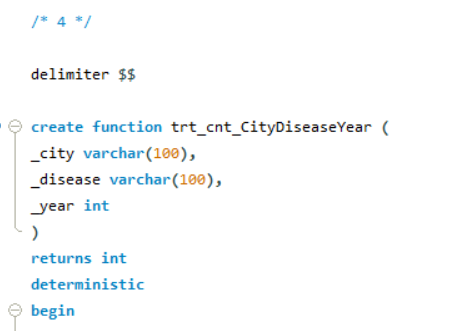 /* 4 */
delimiter $$
create function trt_cnt_CityDiseaseYear (
_city varchar(100),
_disease varchar(100),
_year int
)
returns int
deterministic
begin